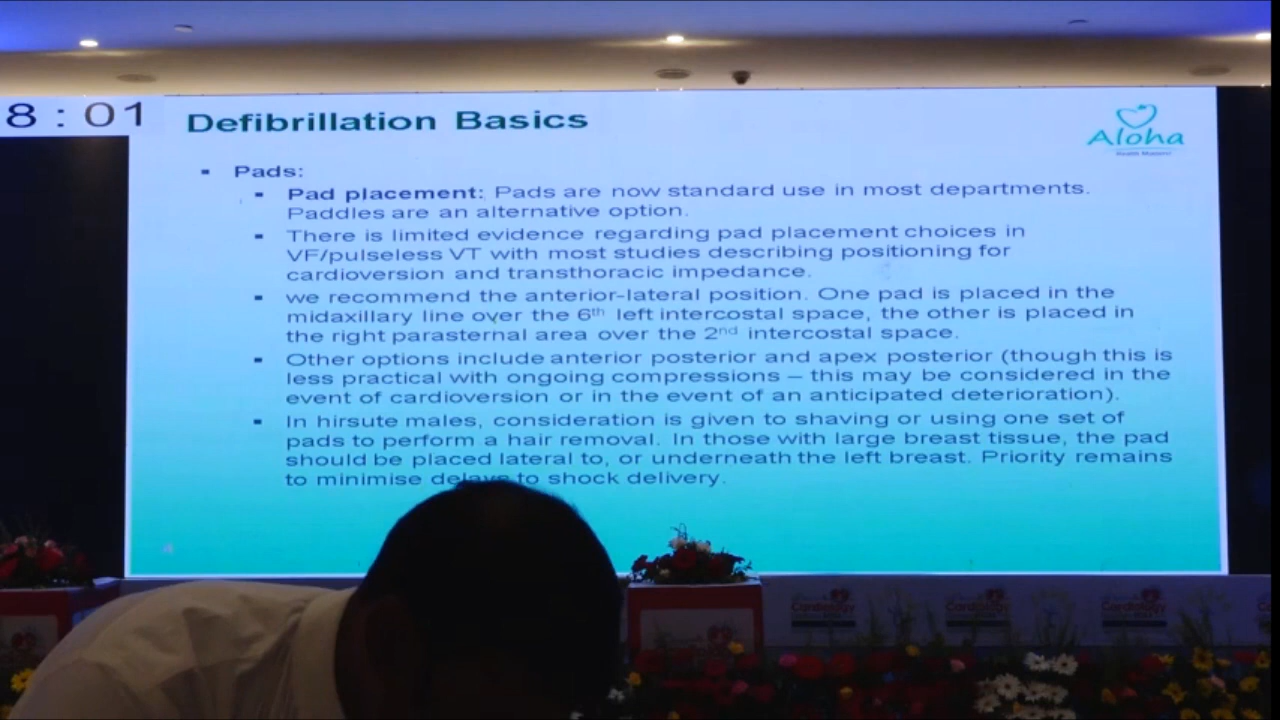 8 : 01
Defibrillation Basics
Aloha
Pads:
Pad placement: Pads are now standard use in most departments.
Paddles are an alternative option.
There is limited evidence regarding pad placement choices in
VF/pulseless VT with most studies describing positioning for
cardioversion and transthoracic impedance.
we recommend the anterior-lateral position. One pad is placed in the
midaxillary line over the 6th left intercostal space, the other is placed in
the right parasternal area over the 2nd intercostal space.
Other options include anterior posterior and apex posterior (though this is
less practical with ongoing compressions – this may be considered in the
event of cardioversion or in the event of an anticipated deterioration).
In hirsute males, consideration is given to shaving or using one set of
pads to perform a hair removal. In those with large breast tissue, the pad
should be placed lateral to, or underneath the left breast. Priority remains
to minimise delays to shock delivery.
4
Cardiology
Cardiology
Cardiology